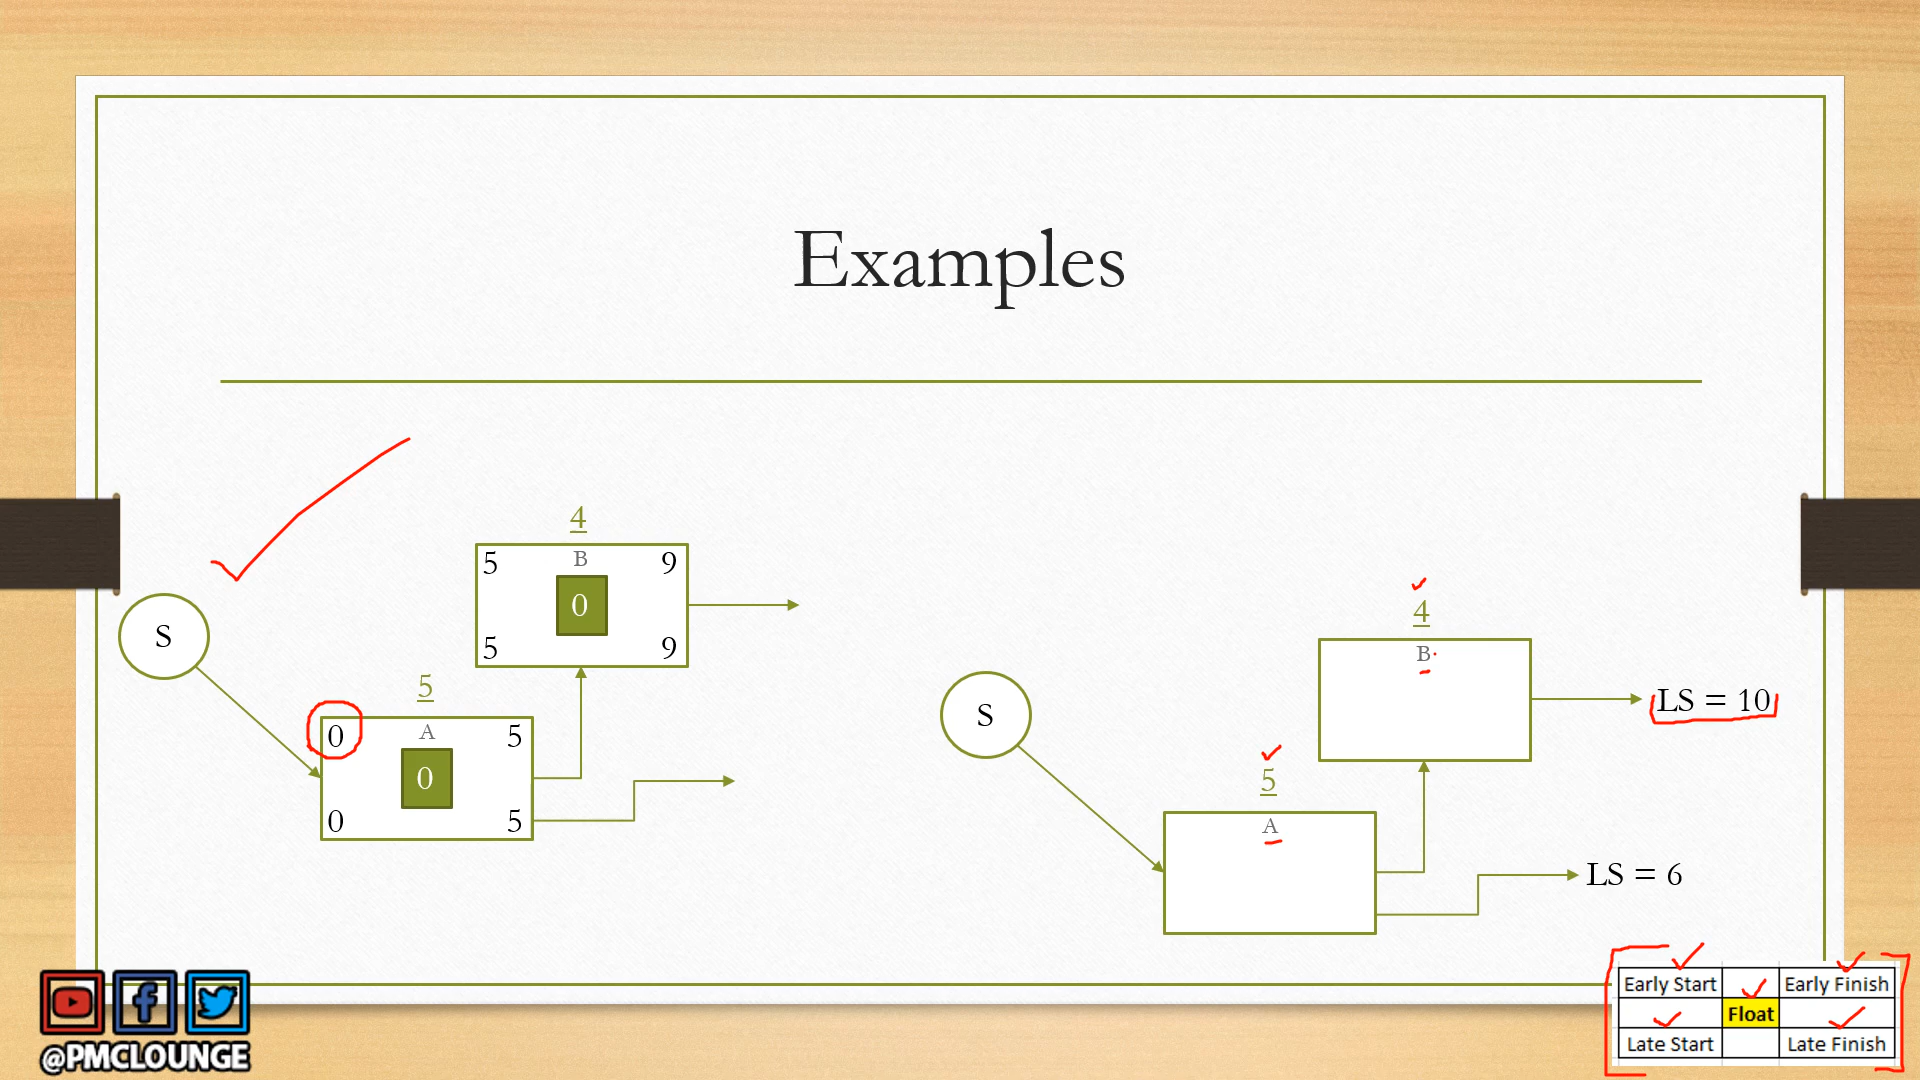 Examples
4
5 B 9
0
5 9
S
5
0 A 5
0
0 5
4
B
LS = 10
S
5
A
LS = 6
Early Start Early Finish
Float
Late Start Late Finish
@PMCLOUNGE